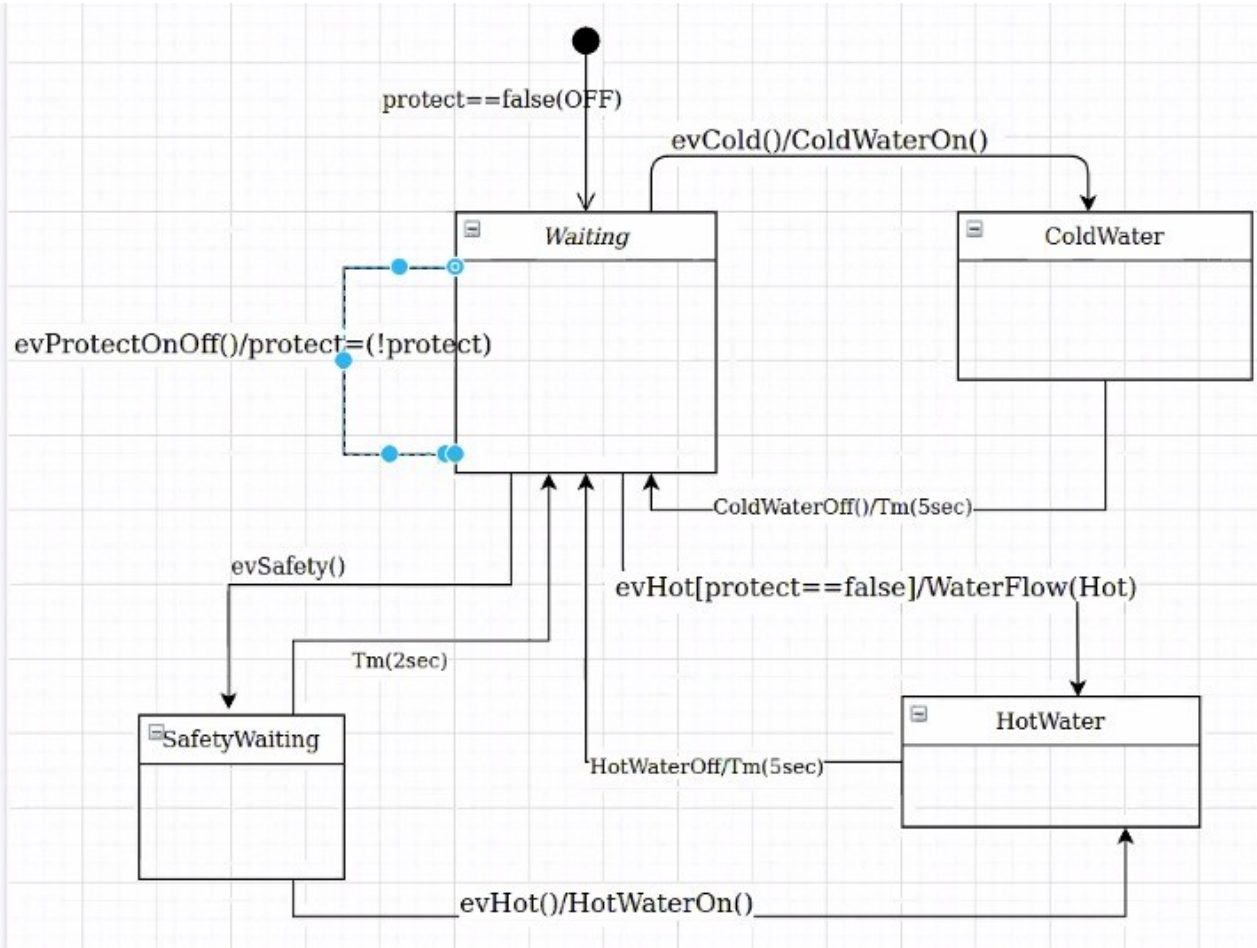 protect==false(OFF)
evCold()/ColdWaterOn()
Waiting
ColdWater
evProtectOnOff()/protect=(!protect)
ColdWaterOff()/Tm(5sec)
evSafety()
evHot[protect==false]/WaterFlow(Hot)
Tm(2sec)
SafetyWaiting
HotWater
HotWaterOff/Tm(5sec)
evHot()/HotWaterOn()